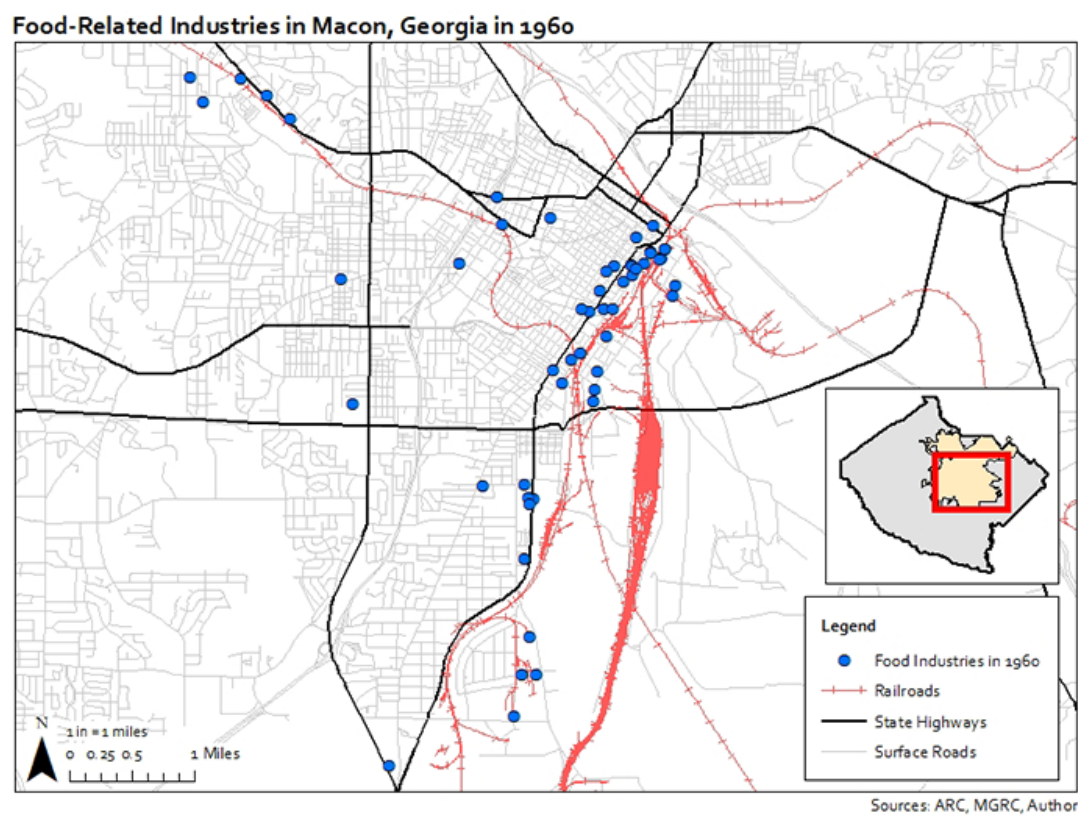 Food-Related Industries in Macon, Georgia in 1960
Legend
Food Industries in 1960
Railroads
State Highways
Surface Roads
N
1 in = 1 miles
0 0.25 0.5 1 Miles
Sources: ARC, MGRC, Author